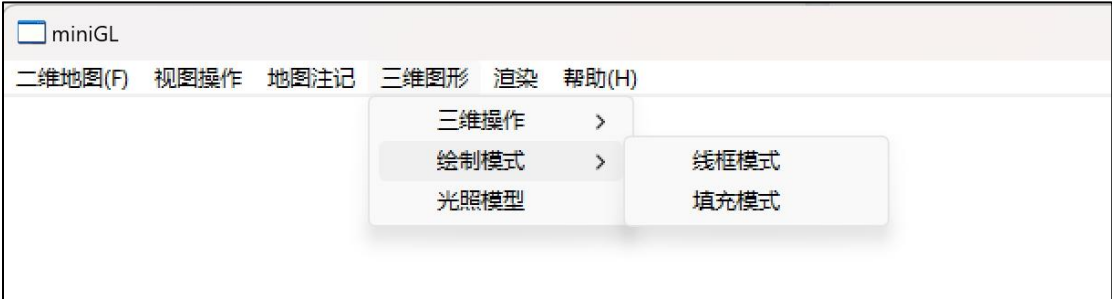 miniGL
二维地图(F) 视图操作 地图注记 三维图形 渲染 帮助(H)
三维操作 >
绘制模式 > 线框模式
光照模型 填充模式